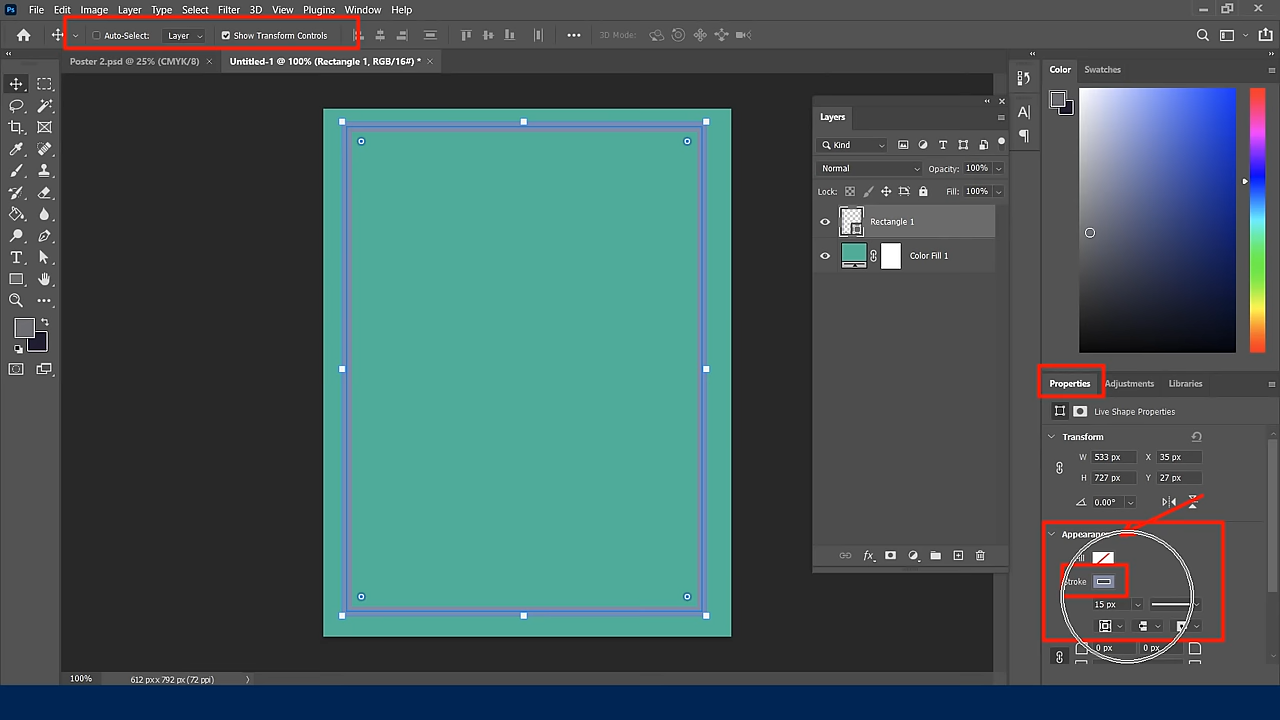 Ps File Edit Image Layer Type Select Filter 3D View Plugins Window Help
Auto-Select: Layer Show Transform Controls 3D Mode:
Poster 2.psd @ 25% (CMYK/8) × Untitled-1 @ 100% (Rectangle 1, RGB/16#) * ×
Color Swatches
Layers
Kind
Normal Opacity: 100%
Lock: Fill: 100%
Rectangle 1
Color Fill 1
Properties Adjustments Libraries
Live Shape Properties
Transform
W 533 px X 35 px
H 727 px Y 27 px
0.00°
Appearance
Fill
Stroke
15 px
0 px 0 px
100% 612 px x 792 px (72 ppi)